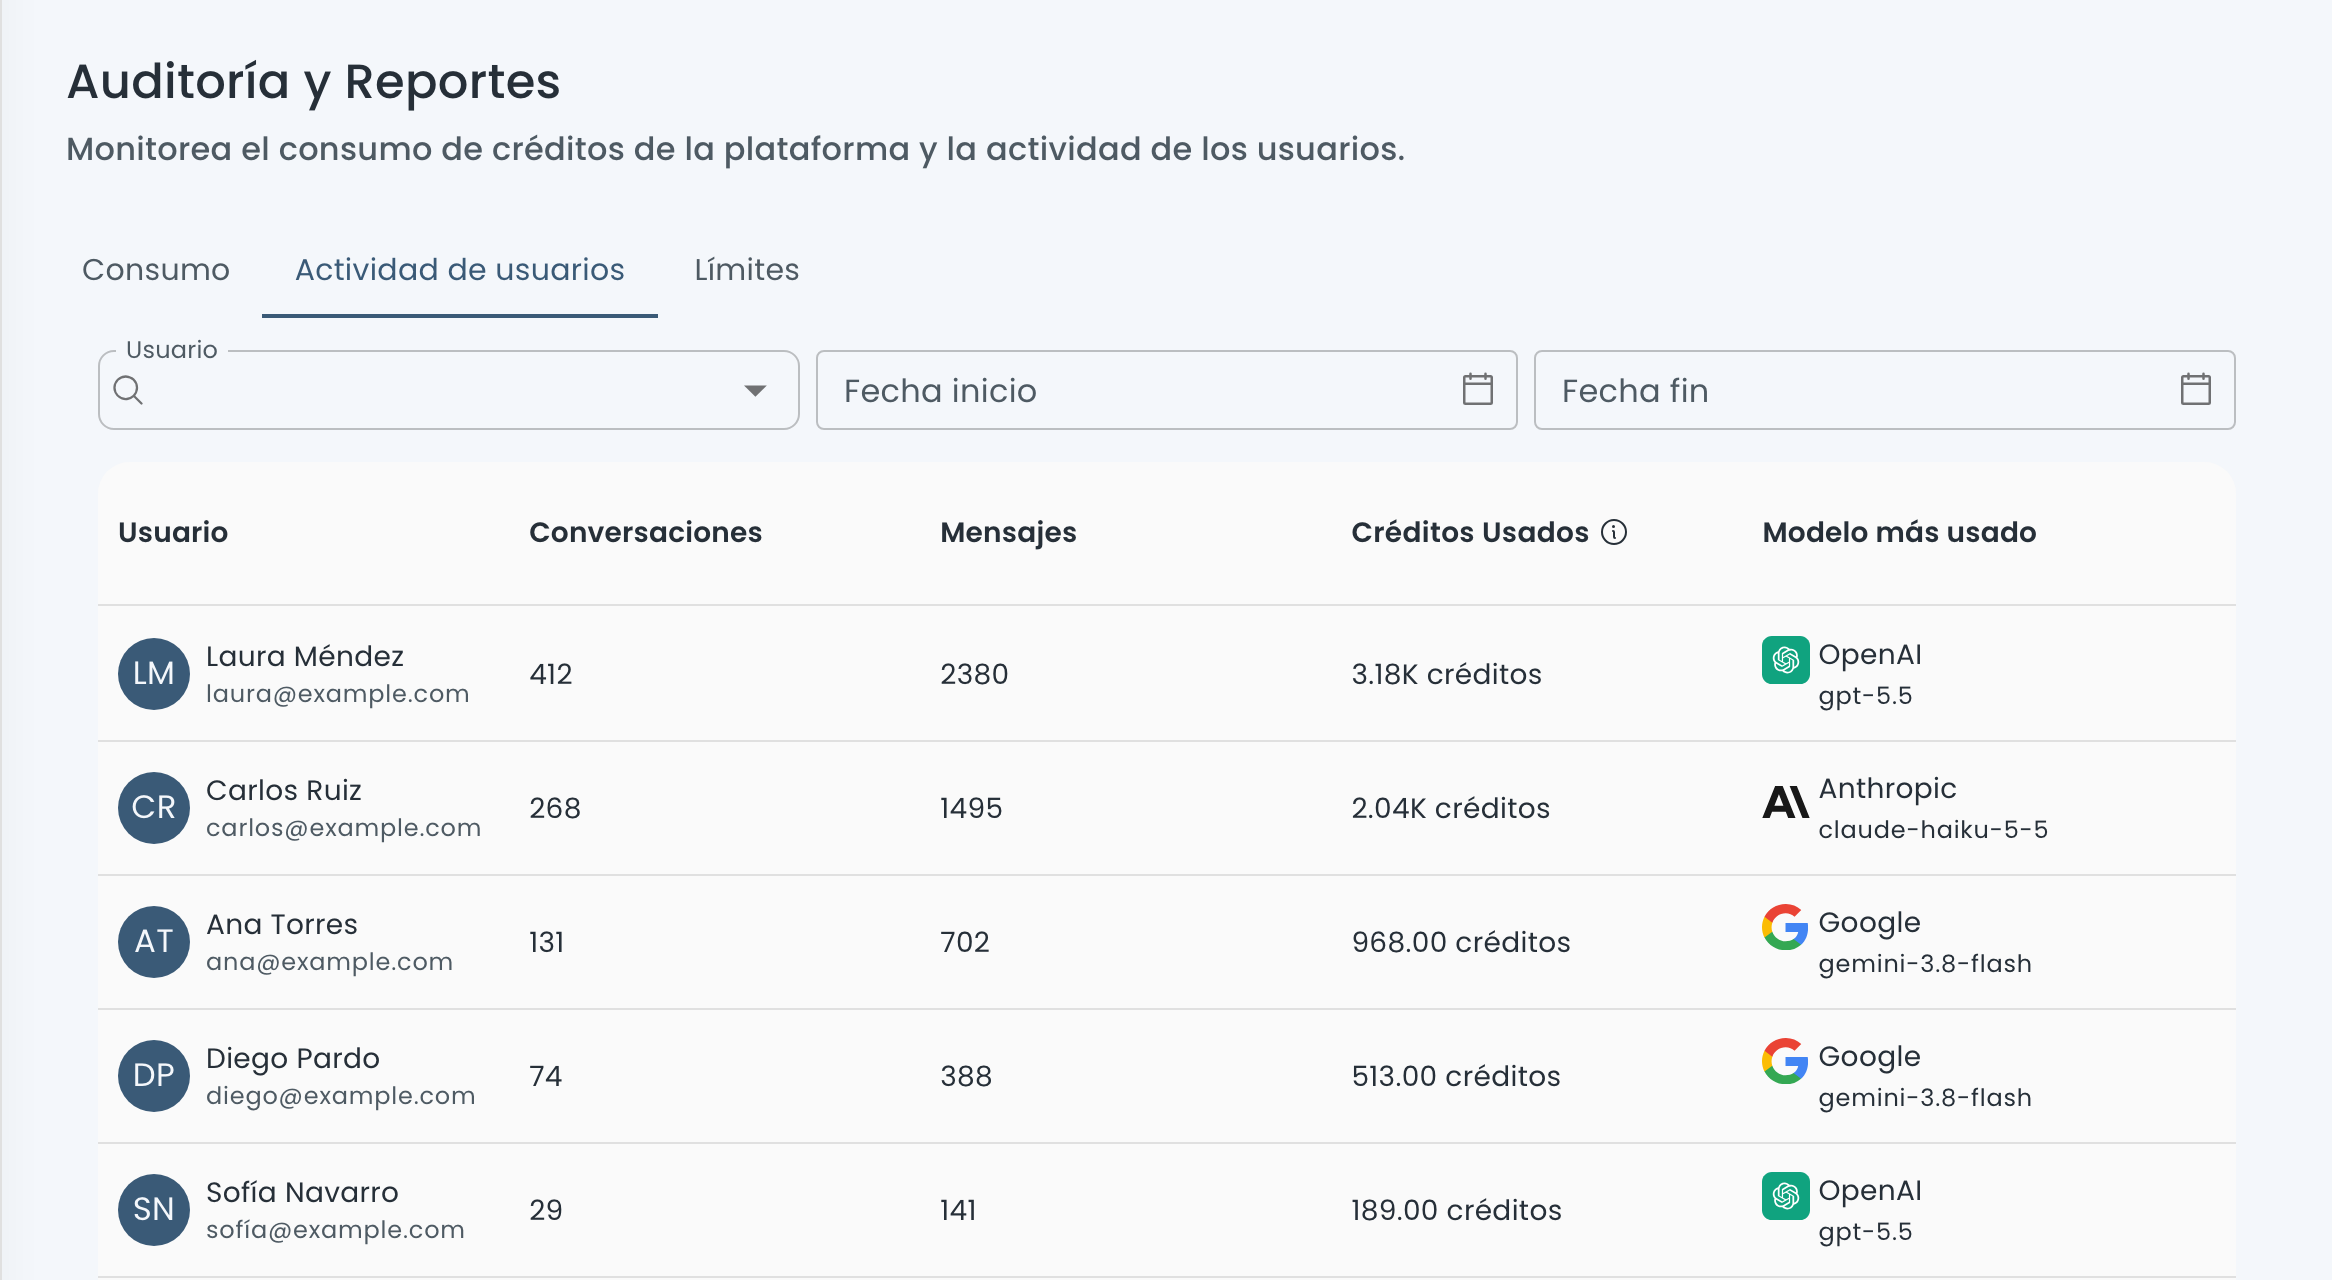 Auditoría y Reportes
Monitorea el consumo de créditos de la plataforma y la actividad de los usuarios.
Consumo Actividad de usuarios Límites
Usuario
Fecha inicio Fecha fin
Usuario Conversaciones Mensajes Créditos Usados Modelo más usado
LM Laura Méndez 412 2380 3.18K créditos OpenAI
laura@example.com gpt-5.5
CR Carlos Ruiz 268 1495 2.04K créditos Anthropic
carlos@example.com claude-haiku-5-5
AT Ana Torres 131 702 968.00 créditos Google
ana@example.com gemini-3.8-flash
DP Diego Pardo 74 388 513.00 créditos Google
diego@example.com gemini-3.8-flash
SN Sofía Navarro 29 141 189.00 créditos OpenAI
sofía@example.com gpt-5.5